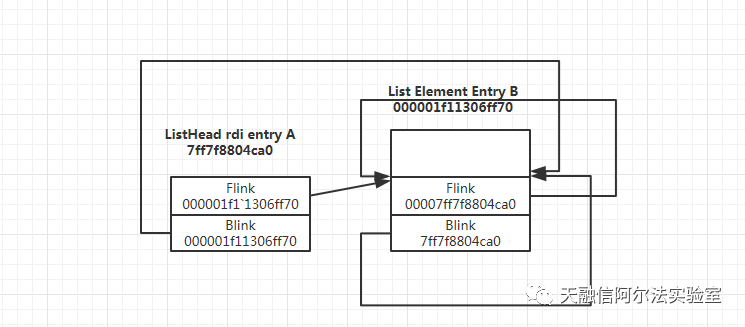 List Element Entry B
000001f11306ff70
ListHead rdi entry A
7ff7f8804ca0
Flink
000001f1`1306ff70
Blink
000001f11306ff70
Flink
00007ff7f8804ca0
Blink
7ff7f8804ca0
天融信阿尔法实验室